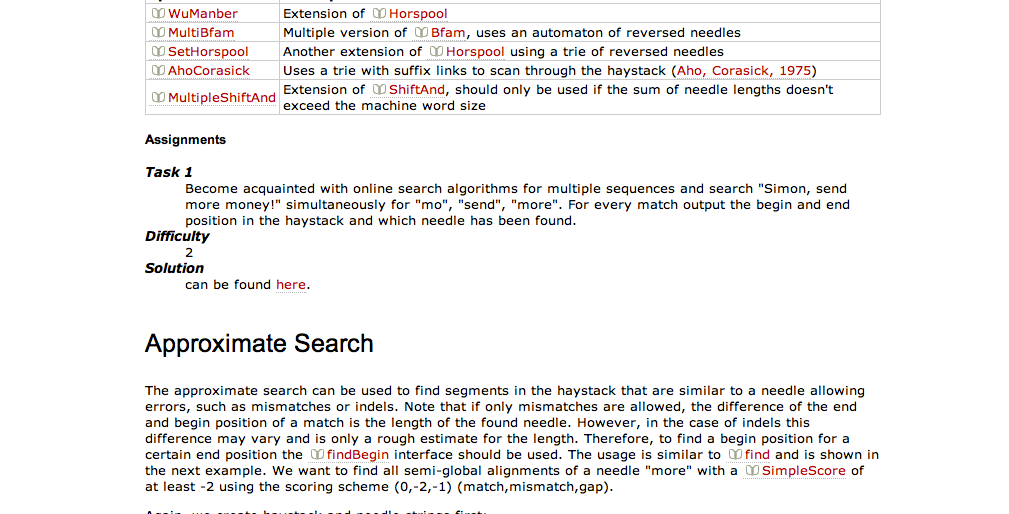 WuManber Extension of Horspool
MultiBfam Multiple version of Bfam, uses an automaton of reversed needles
SetHorspool Another extension of Horspool using a trie of reversed needles
AhoCorasick Uses a trie with suffix links to scan through the haystack (Aho, Corasick, 1975)
MultipleShiftAnd Extension of ShiftAnd, should only be used if the sum of needle lengths doesn't
exceed the machine word size
Assignments
Task 1
Become acquainted with online search algorithms for multiple sequences and search "Simon, send
more money!" simultaneously for "mo", "send", "more". For every match output the begin and end
position in the haystack and which needle has been found.
Difficulty
2
Solution
can be found here.
Approximate Search
The approximate search can be used to find segments in the haystack that are similar to a needle allowing
errors, such as mismatches or indels. Note that if only mismatches are allowed, the difference of the end
and begin position of a match is the length of the found needle. However, in the case of indels this
difference may vary and is only a rough estimate for the length. Therefore, to find a begin position for a
certain end position the findBegin interface should be used. The usage is similar to find and is shown in
the next example. We want to find all semi-global alignments of a needle "more" with a SimpleScore of
at least -2 using the scoring scheme (0,-2,-1) (match,mismatch,gap).
Again, we create haystack and needle strings first: